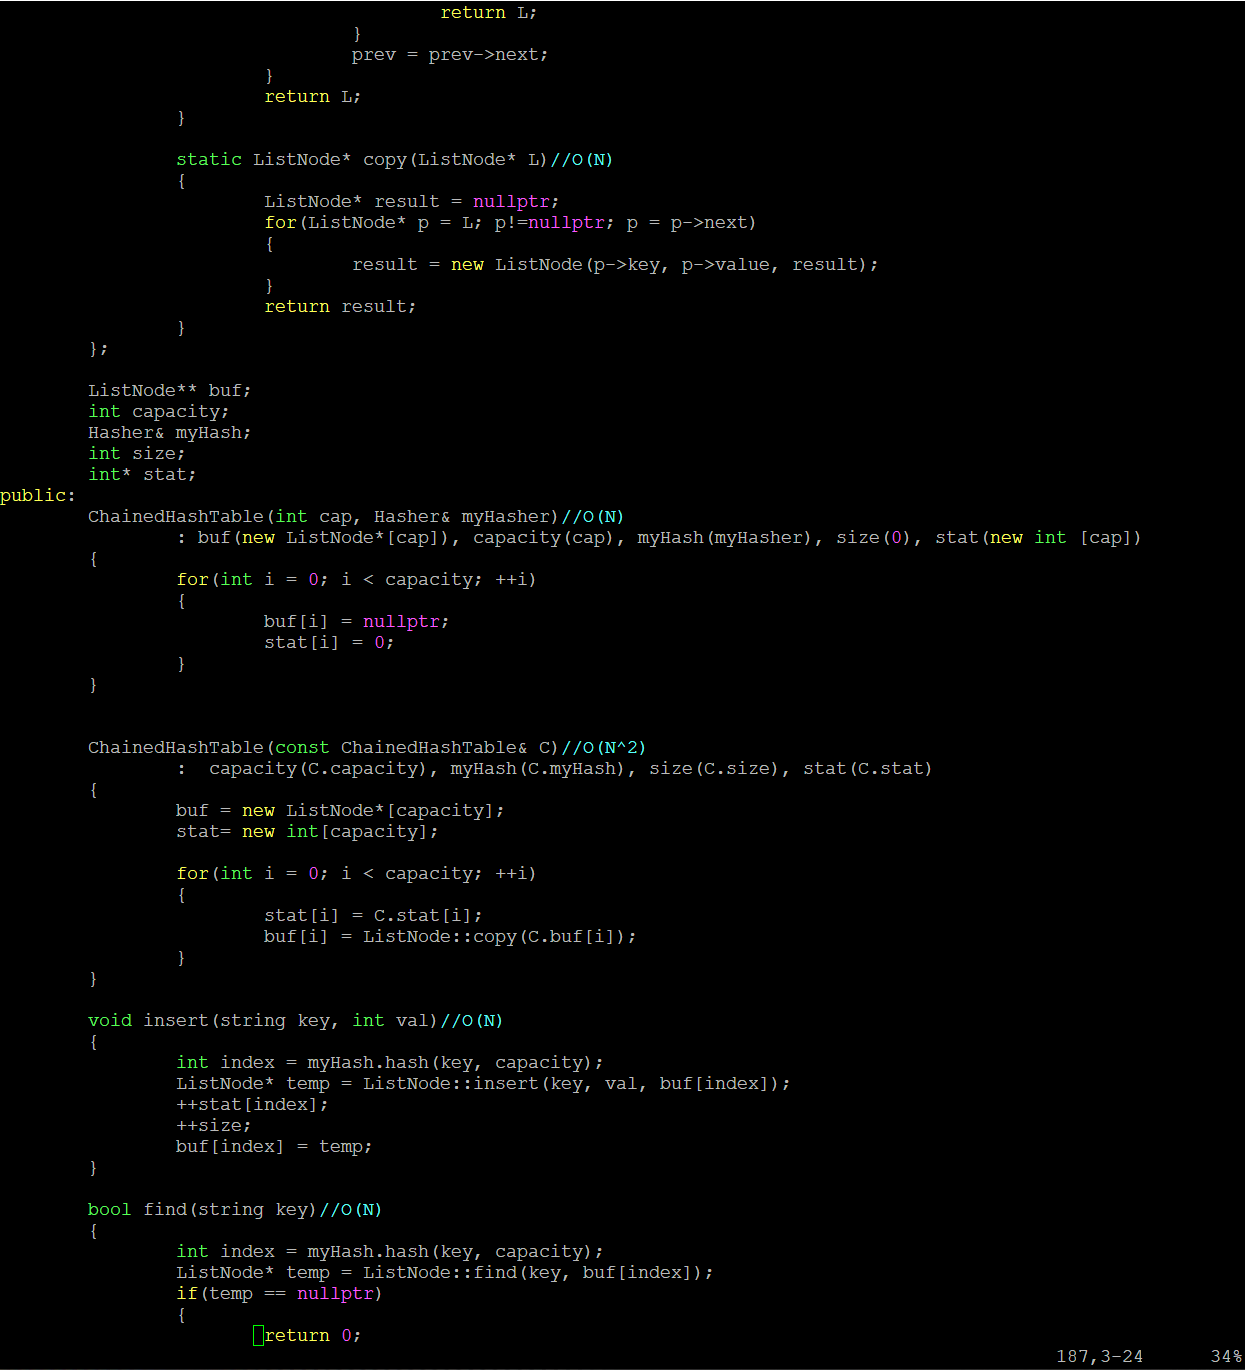 return L;
}
prev = prev->next;
}
return L;
}
static ListNode* copy(ListNode* L)//O(N)
{
ListNode* result = nullptr;
for(ListNode* p = L; p!=nullptr; p = p->next)
{
result = new ListNode(p->key, p->value, result);
}
return result;
}
};
ListNode** buf;
int capacity;
Hasher& myHash;
int size;
int* stat;
public:
ChainedHashTable(int cap, Hasher& myHasher)//O(N)
: buf(new ListNode*[cap]), capacity(cap), myHash(myHasher), size(0), stat(new int [cap])
{
for(int i = 0; i < capacity; ++i)
{
buf[i] = nullptr;
stat[i] = 0;
}
}
ChainedHashTable(const ChainedHashTable& C)//O(N^2)
:  capacity(C.capacity), myHash(C.myHash), size(C.size), stat(C.stat)
{
buf = new ListNode*[capacity];
stat= new int[capacity];
for(int i = 0; i < capacity; ++i)
{
stat[i] = C.stat[i];
buf[i] = ListNode::copy(C.buf[i]);
}
}
void insert(string key, int val)//O(N)
{
int index = myHash.hash(key, capacity);
ListNode* temp = ListNode::insert(key, val, buf[index]);
++stat[index];
++size;
buf[index] = temp;
}
bool find(string key)//O(N)
{
int index = myHash.hash(key, capacity);
ListNode* temp = ListNode::find(key, buf[index]);
if(temp == nullptr)
{
return 0;
187,3-24 34%